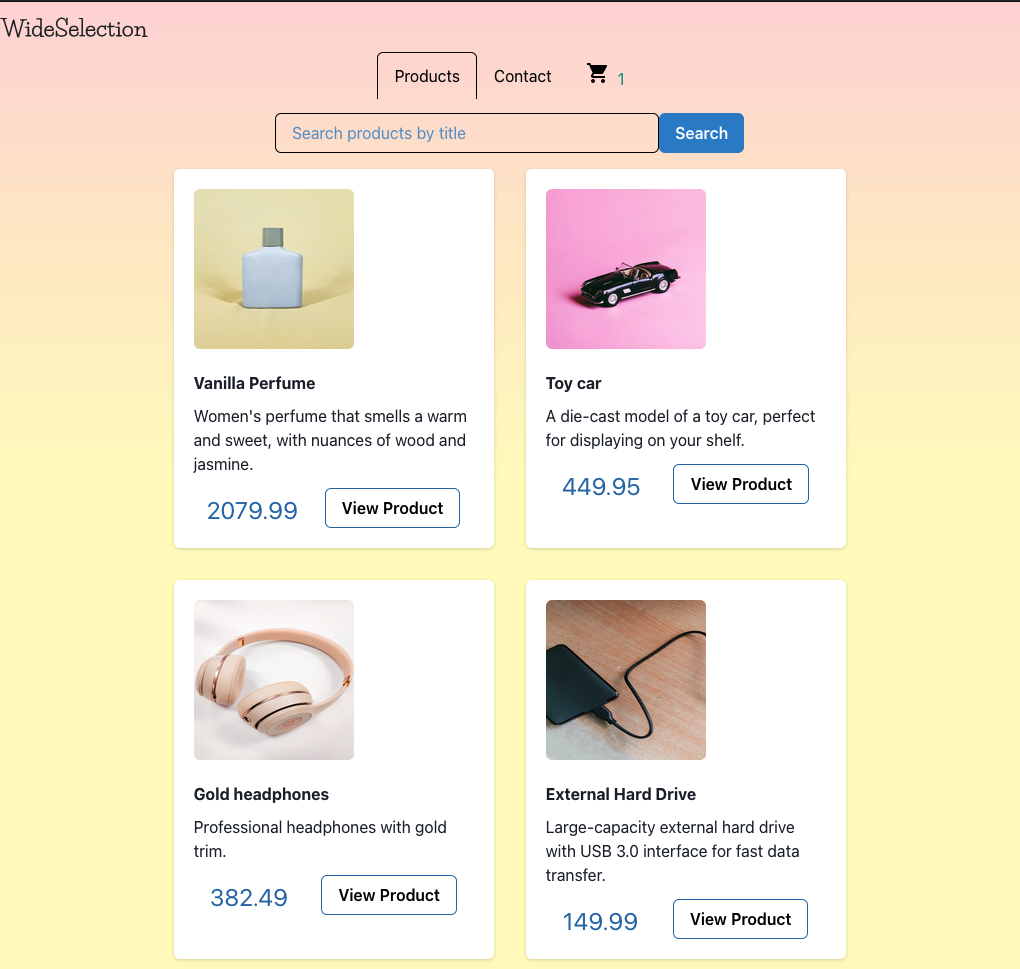 WideSelection
Products Contact 1
Search products by title Search
Vanilla Perfume
Women's perfume that smells a warm
and sweet, with nuances of wood and
jasmine.
2079.99 View Product
Toy car
A die-cast model of a toy car, perfect
for displaying on your shelf.
449.95 View Product
Gold headphones
Professional headphones with gold
trim.
382.49 View Product
External Hard Drive
Large-capacity external hard drive
with USB 3.0 interface for fast data
transfer.
149.99 View Product